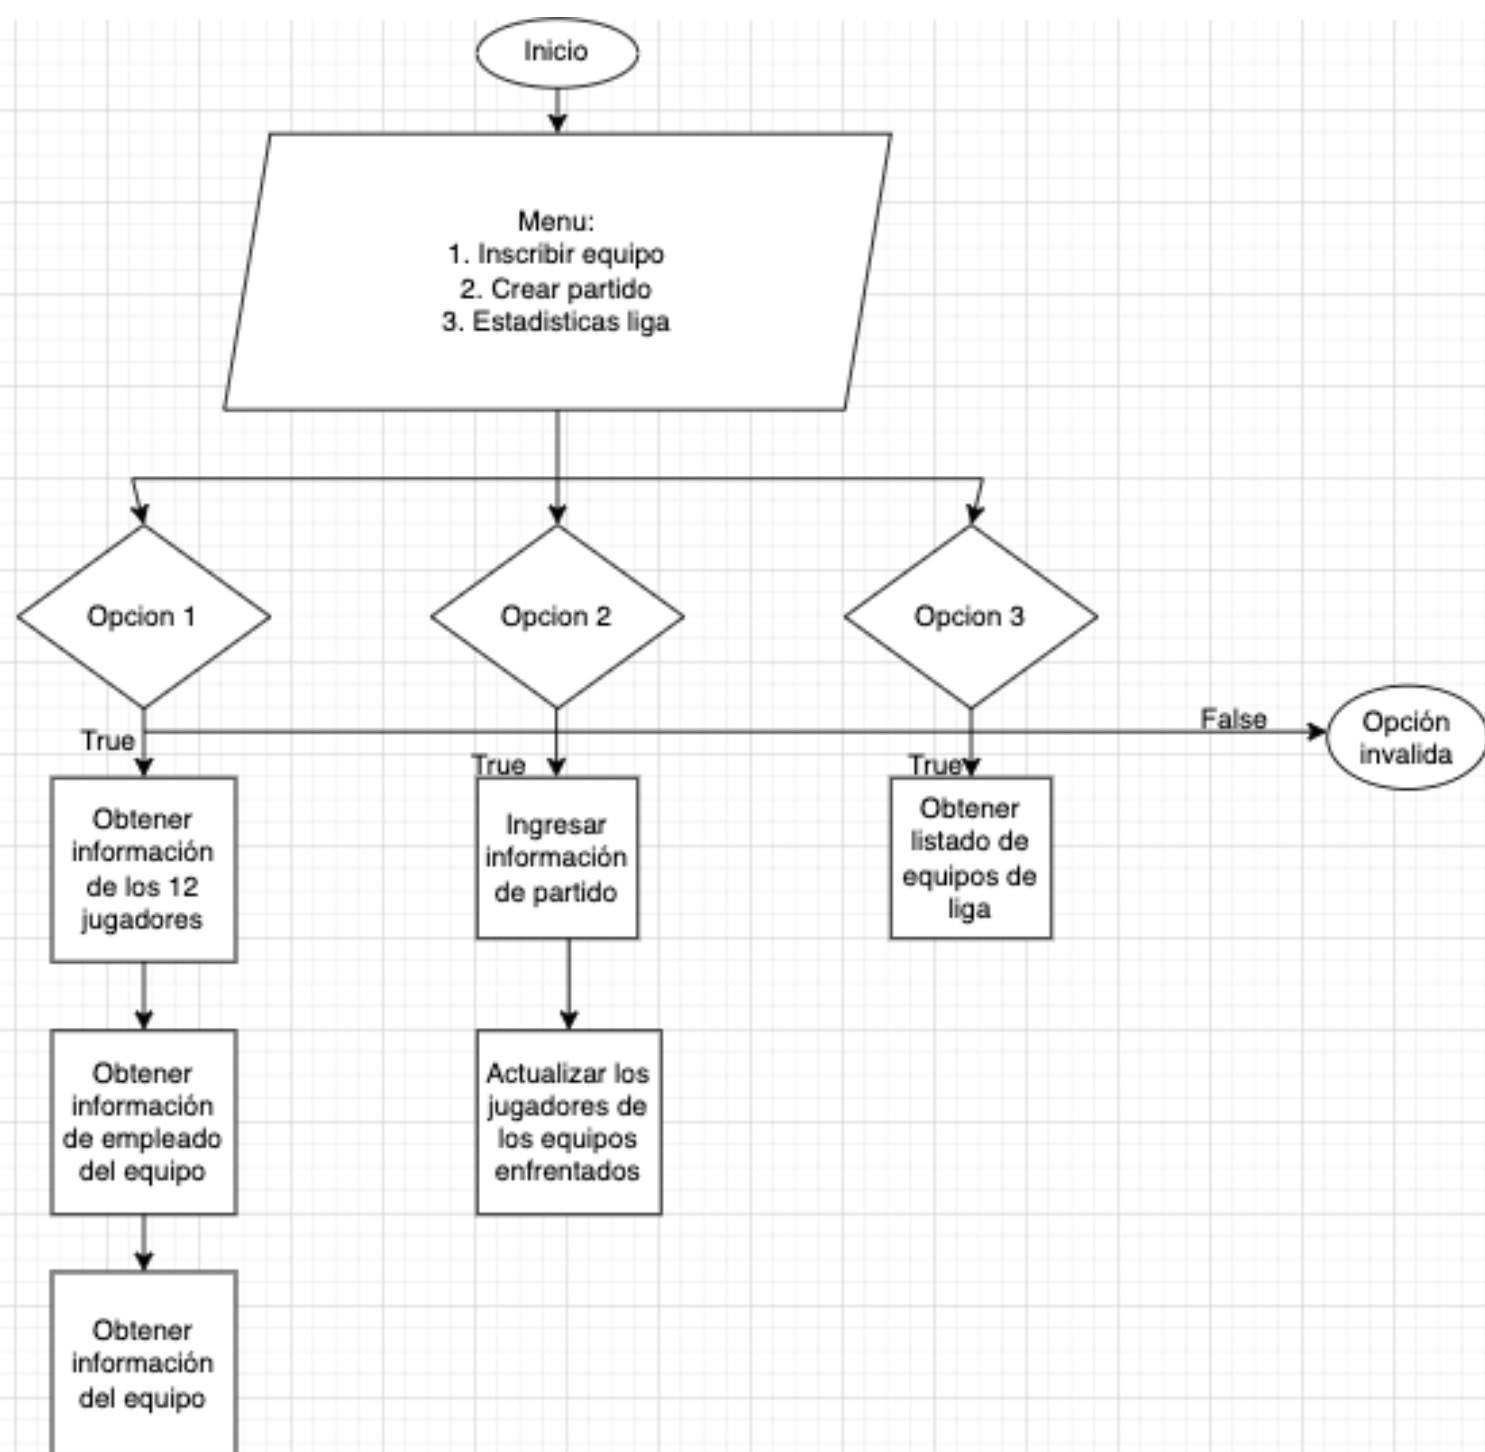 Inicio
Menu:
1. Inscribir equipo
2. Crear partido
3. Estadisticas liga
Opcion 1
Opcion 2
Opcion 3
True
True
True
False
Opción
invalida
Obtener
información
de los 12
jugadores
Ingresar
información
de partido
Obtener
listado de
equipos de
liga
Obtener
información
de empleado
del equipo
Actualizar los
jugadores de
los equipos
enfrentados
Obtener
información
del equipo